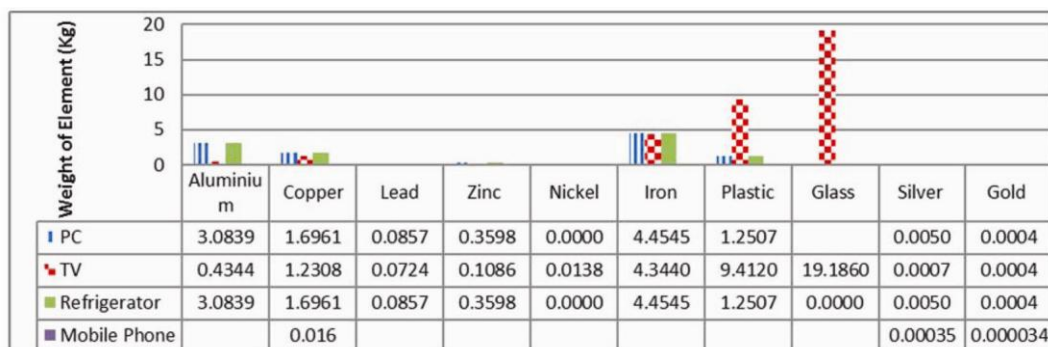 Weight of Element (Kg)
20
15
10
5
0
Aluminiu
m
Copper Lead Zinc Nickel Iron Plastic Glass Silver Gold
PC 3.0839 1.6961 0.0857 0.3598 0.0000 4.4545 1.2507 0.0050 0.0004
TV 0.4344 1.2308 0.0724 0.1086 0.0138 4.3440 9.4120 19.1860 0.0007 0.0004
Refrigerator 3.0839 1.6961 0.0857 0.3598 0.0000 4.4545 1.2507 0.0000 0.0050 0.0004
Mobile Phone 0.016 0.00035 0.000034